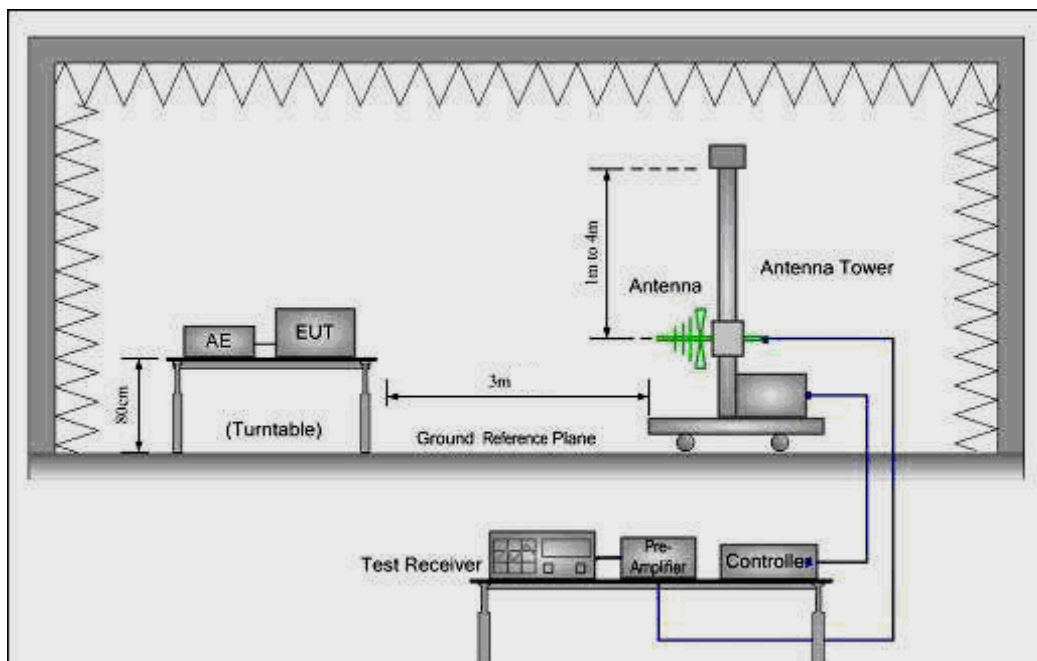 1m to 4m
Antenna
Antenna Tower
AE
EUT
80cm
3m
(Turntable)
Ground Reference Plane
Test Receiver
Pre-
Amplifier
Controller